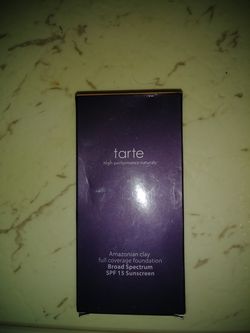 tarte
high-performance naturals
Amazonian clay
full coverage foundation
Broad Spectrum
SPF 15 Sunscreen